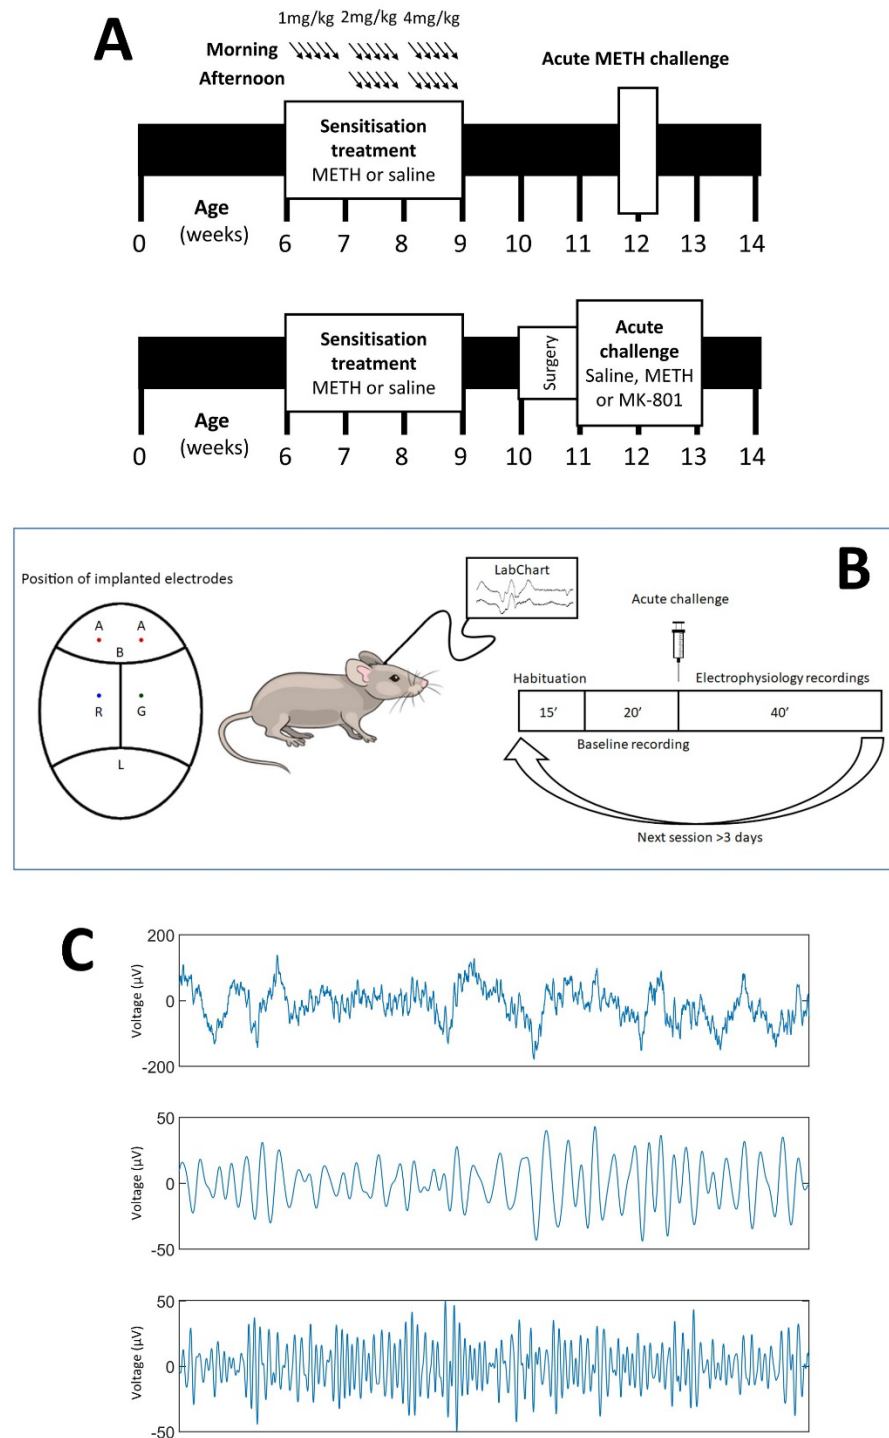 A
1mg/kg 2mg/kg 4mg/kg
Morning
Afternoon
Acute METH challenge
Sensitisation
treatment
METH or saline
Age
(weeks)
0 6 7 8 9 10 11 12 13 14
Sensitisation
treatment
METH or saline
Surgery
Acute
challenge
Saline, METH
or MK-801
Age
(weeks)
0 6 7 8 9 10 11 12 13 14
B
Position of implanted electrodes
A A
B
R G
L
LabChart
Acute challenge
Habituation
Electrophysiology recordings
15’ 20’ 40’
Baseline recording
Next session >3 days
C
Voltage (µV)
200
0
-200
Voltage (µV)
50
0
-50
Voltage (µV)
50
0
-50